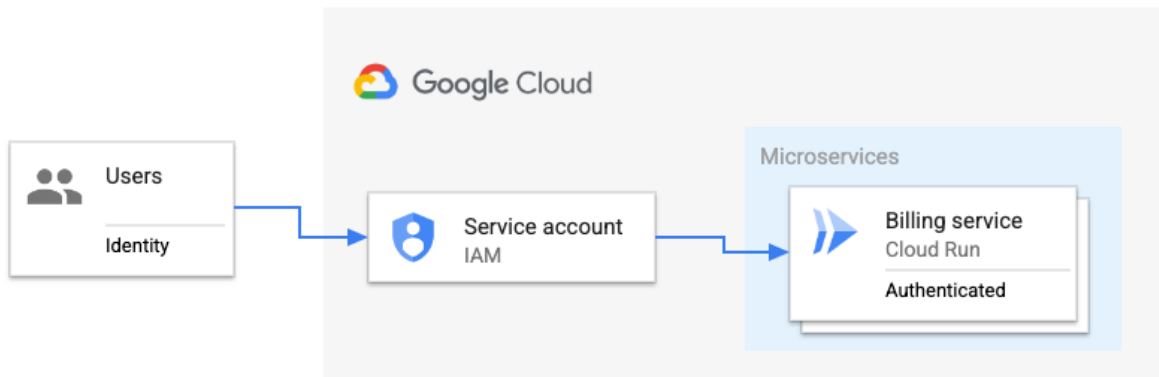 Google Cloud
Users
Identity
Service account
IAM
Microservices
Billing service
Cloud Run
Authenticated